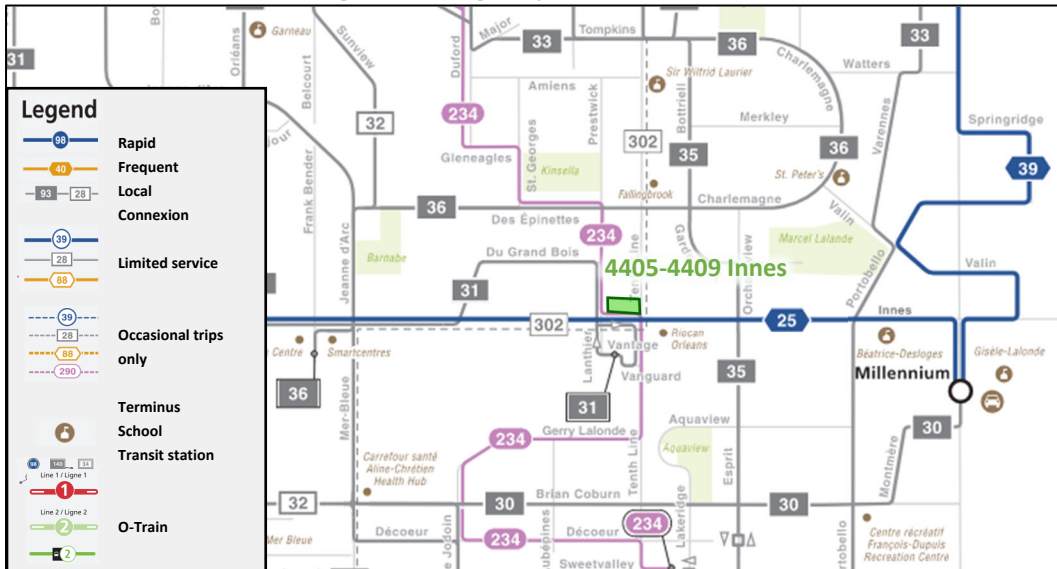 Major
Tompkins
Garneau
Orléans
Sunview
Duford
33
36
33
31
Charlemagne
Watters
Sir Wilfrid Laurier
Amiens
Belcourt
Prestwick
Bottriell
Varennes
Legend
98
Rapid
234
32
Merkley
Springridge
40
Frequent
302
35
36
39
93
28
Local
Gleneagles
St. Georges
Kinsella
St. Peter's
Connexion
Frank Bender
Fallingbrook
36
Charlemagne
Valin
39
Des Épinettes
28
Limited service
Jeanne d'Arc
234
Marcel Lalande
88
Barnabe
Du Grand Bois
Portobello
Valin
4405-4409 Innes
31
39
Innes
28
Occasional trips
302
25
88
only
Smartcentres
Lanthier
Vantage
Riocan
Orleans
Béatrice-Desloges
Gisèle-Lalonde
290
Millennium
Vanguard
36
35
Terminus
Mer-Bleue
31
School
Aquaview
98
140
34
Transit station
234
Gerry Lalonde
Aquaview
30
Line 1 / Ligne 1
1
Carrefour santé
Aline-Chrétien
Health Hub
Tenth Line
Esprit
Montmère
32
30
Brian Coburn
30
Line 2 / Ligne 2
2
O-Train
Décoeur
234
Décoeur
234
Lakeridge
Centre récréatif
François-Dupuis
Recreation Centre
2
Sweetvalley